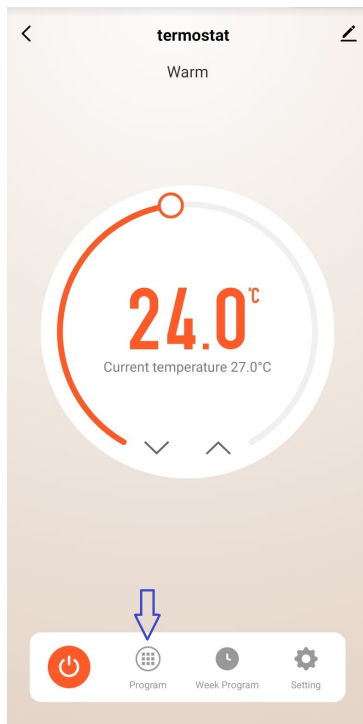 termostat
Warm
24.0°C
Current temperature 27.0°C
Program
Week Program
Setting